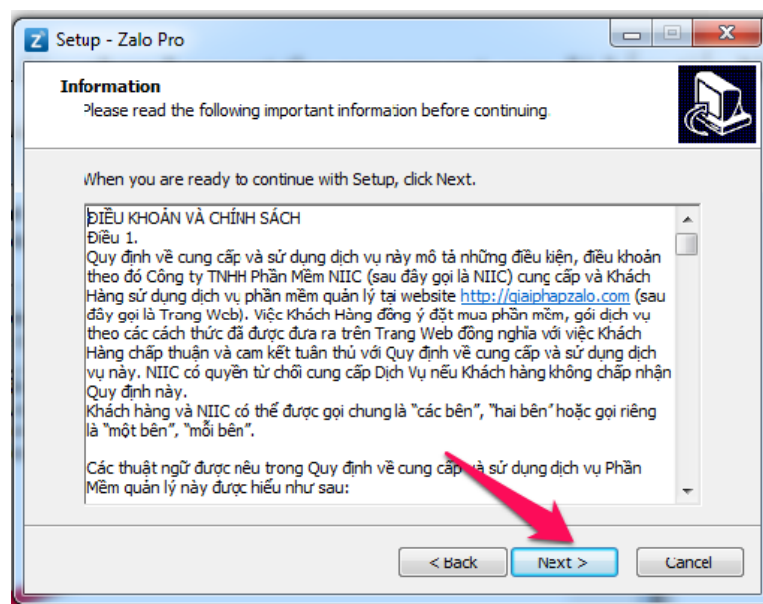 Setup - Zalo Pro
Information
Please read the following important information before continuing.
When you are ready to continue with Setup, click Next.
ĐIỀU KHOẢN VÀ CHÍNH SÁCH
Điều 1.
Quy định về cung cấp và sử dụng dịch vụ này mô tả những điều kiện, điều khoản
theo đó Công ty TNHH Phần Mềm NIIC (sau đây gọi là NIIC) cung cấp và Khách
Hàng sử dụng dịch vụ phần mềm quản lý tại website http://giaiphapzalo.com (sau
đây gọi là Trang Web). Việc Khách Hàng đồng ý đặt mua phần mềm, gói dịch vụ
theo các cách thức đã được đưa ra trên Trang Web đồng nghĩa với việc Khách
Hàng chấp thuận và cam kết tuân thủ với Quy định về cung cấp và sử dụng dịch
vụ này. NIIC có quyền từ chối cung cấp Dịch Vụ nếu Khách hàng không chấp nhận
Quy định này.
Khách hàng và NIIC có thể được gọi chung là "các bên", "hai bên" hoặc gọi riêng
là "một bên", "mỗi bên".
Các thuật ngữ được nêu trong Quy định về cung cấp và sử dụng dịch vụ Phần
Mềm quản lý này được hiểu như sau:
< Back Next > Cancel